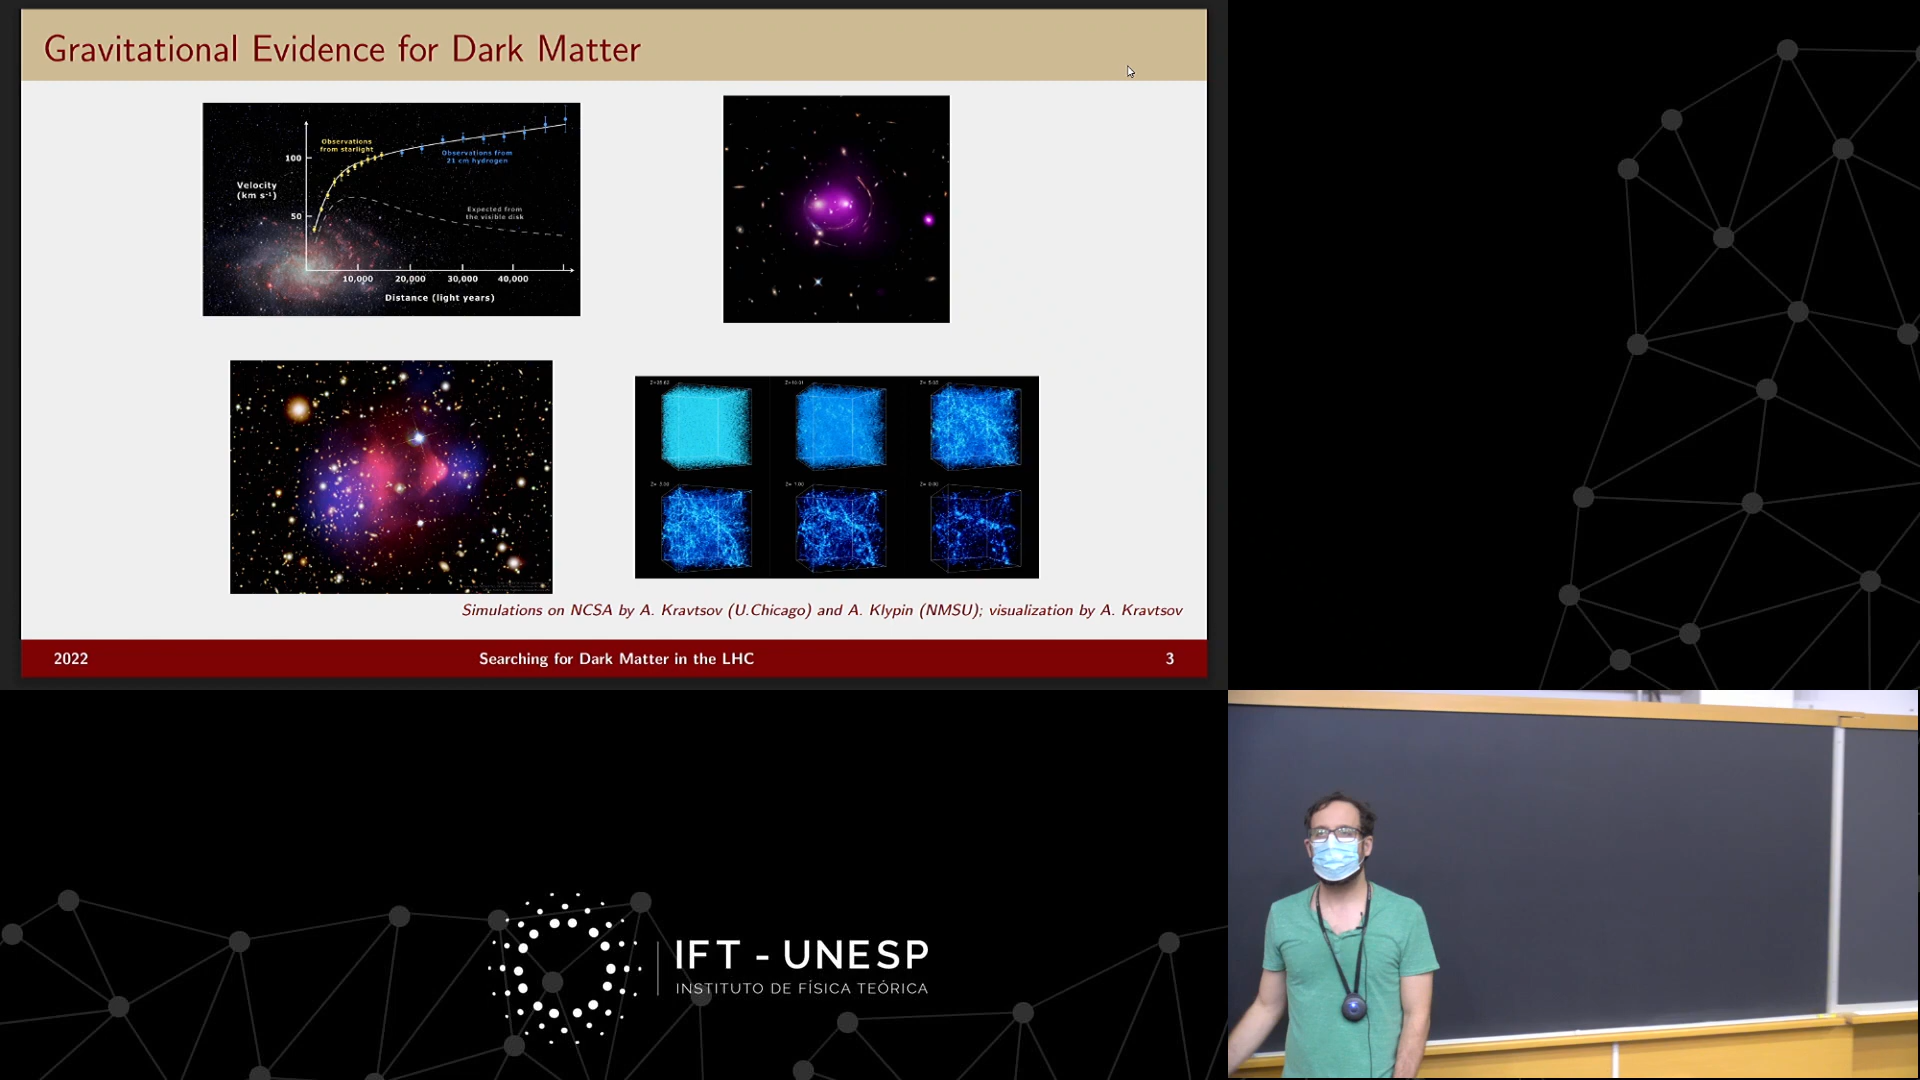 Gravitational Evidence for Dark Matter
Observations
from starlight
100
Observations from
21 cm hydrogen
Velocity
(km s⁻¹)
50
Expected from
the visible disk
10,000 20,000 30,000 40,000
Distance (light years)
Simulations on NCSA by A. Kravtsov (U.Chicago) and A. Klypin (NMSU); visualization by A. Kravtsov
2022 Searching for Dark Matter in the LHC 3
IFT - UNESP
INSTITUTO DE FÍSICA TEÓRICA